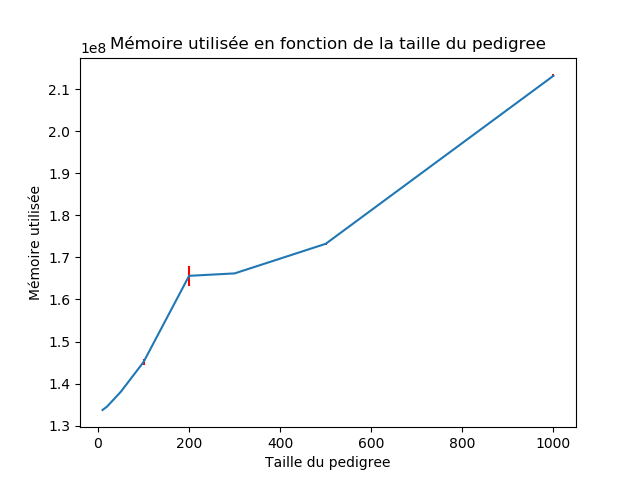 1e8 Mémoire utilisée en fonction de la taille du pedigree
2.1
2.0
1.9
1.8
1.7
1.6
1.5
1.4
1.3
Mémoire utilisée
0 200 400 600 800 1000
Taille du pedigree